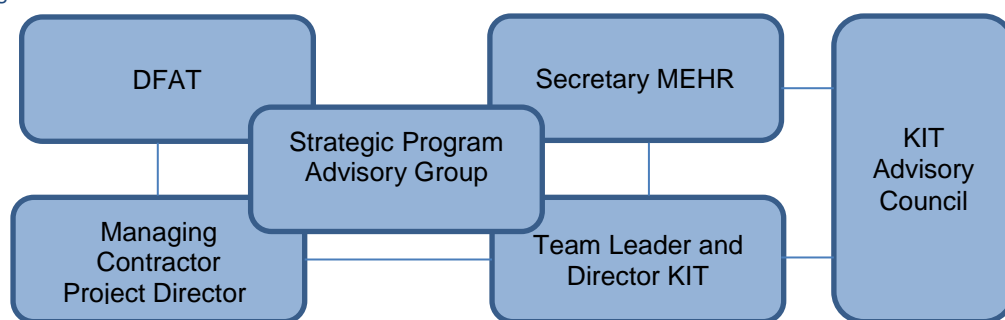 DFAT
Secretary MEHR
Strategic Program
Advisory Group
KIT
Advisory
Council
Managing
Contractor
Project Director
Team Leader and
Director KIT